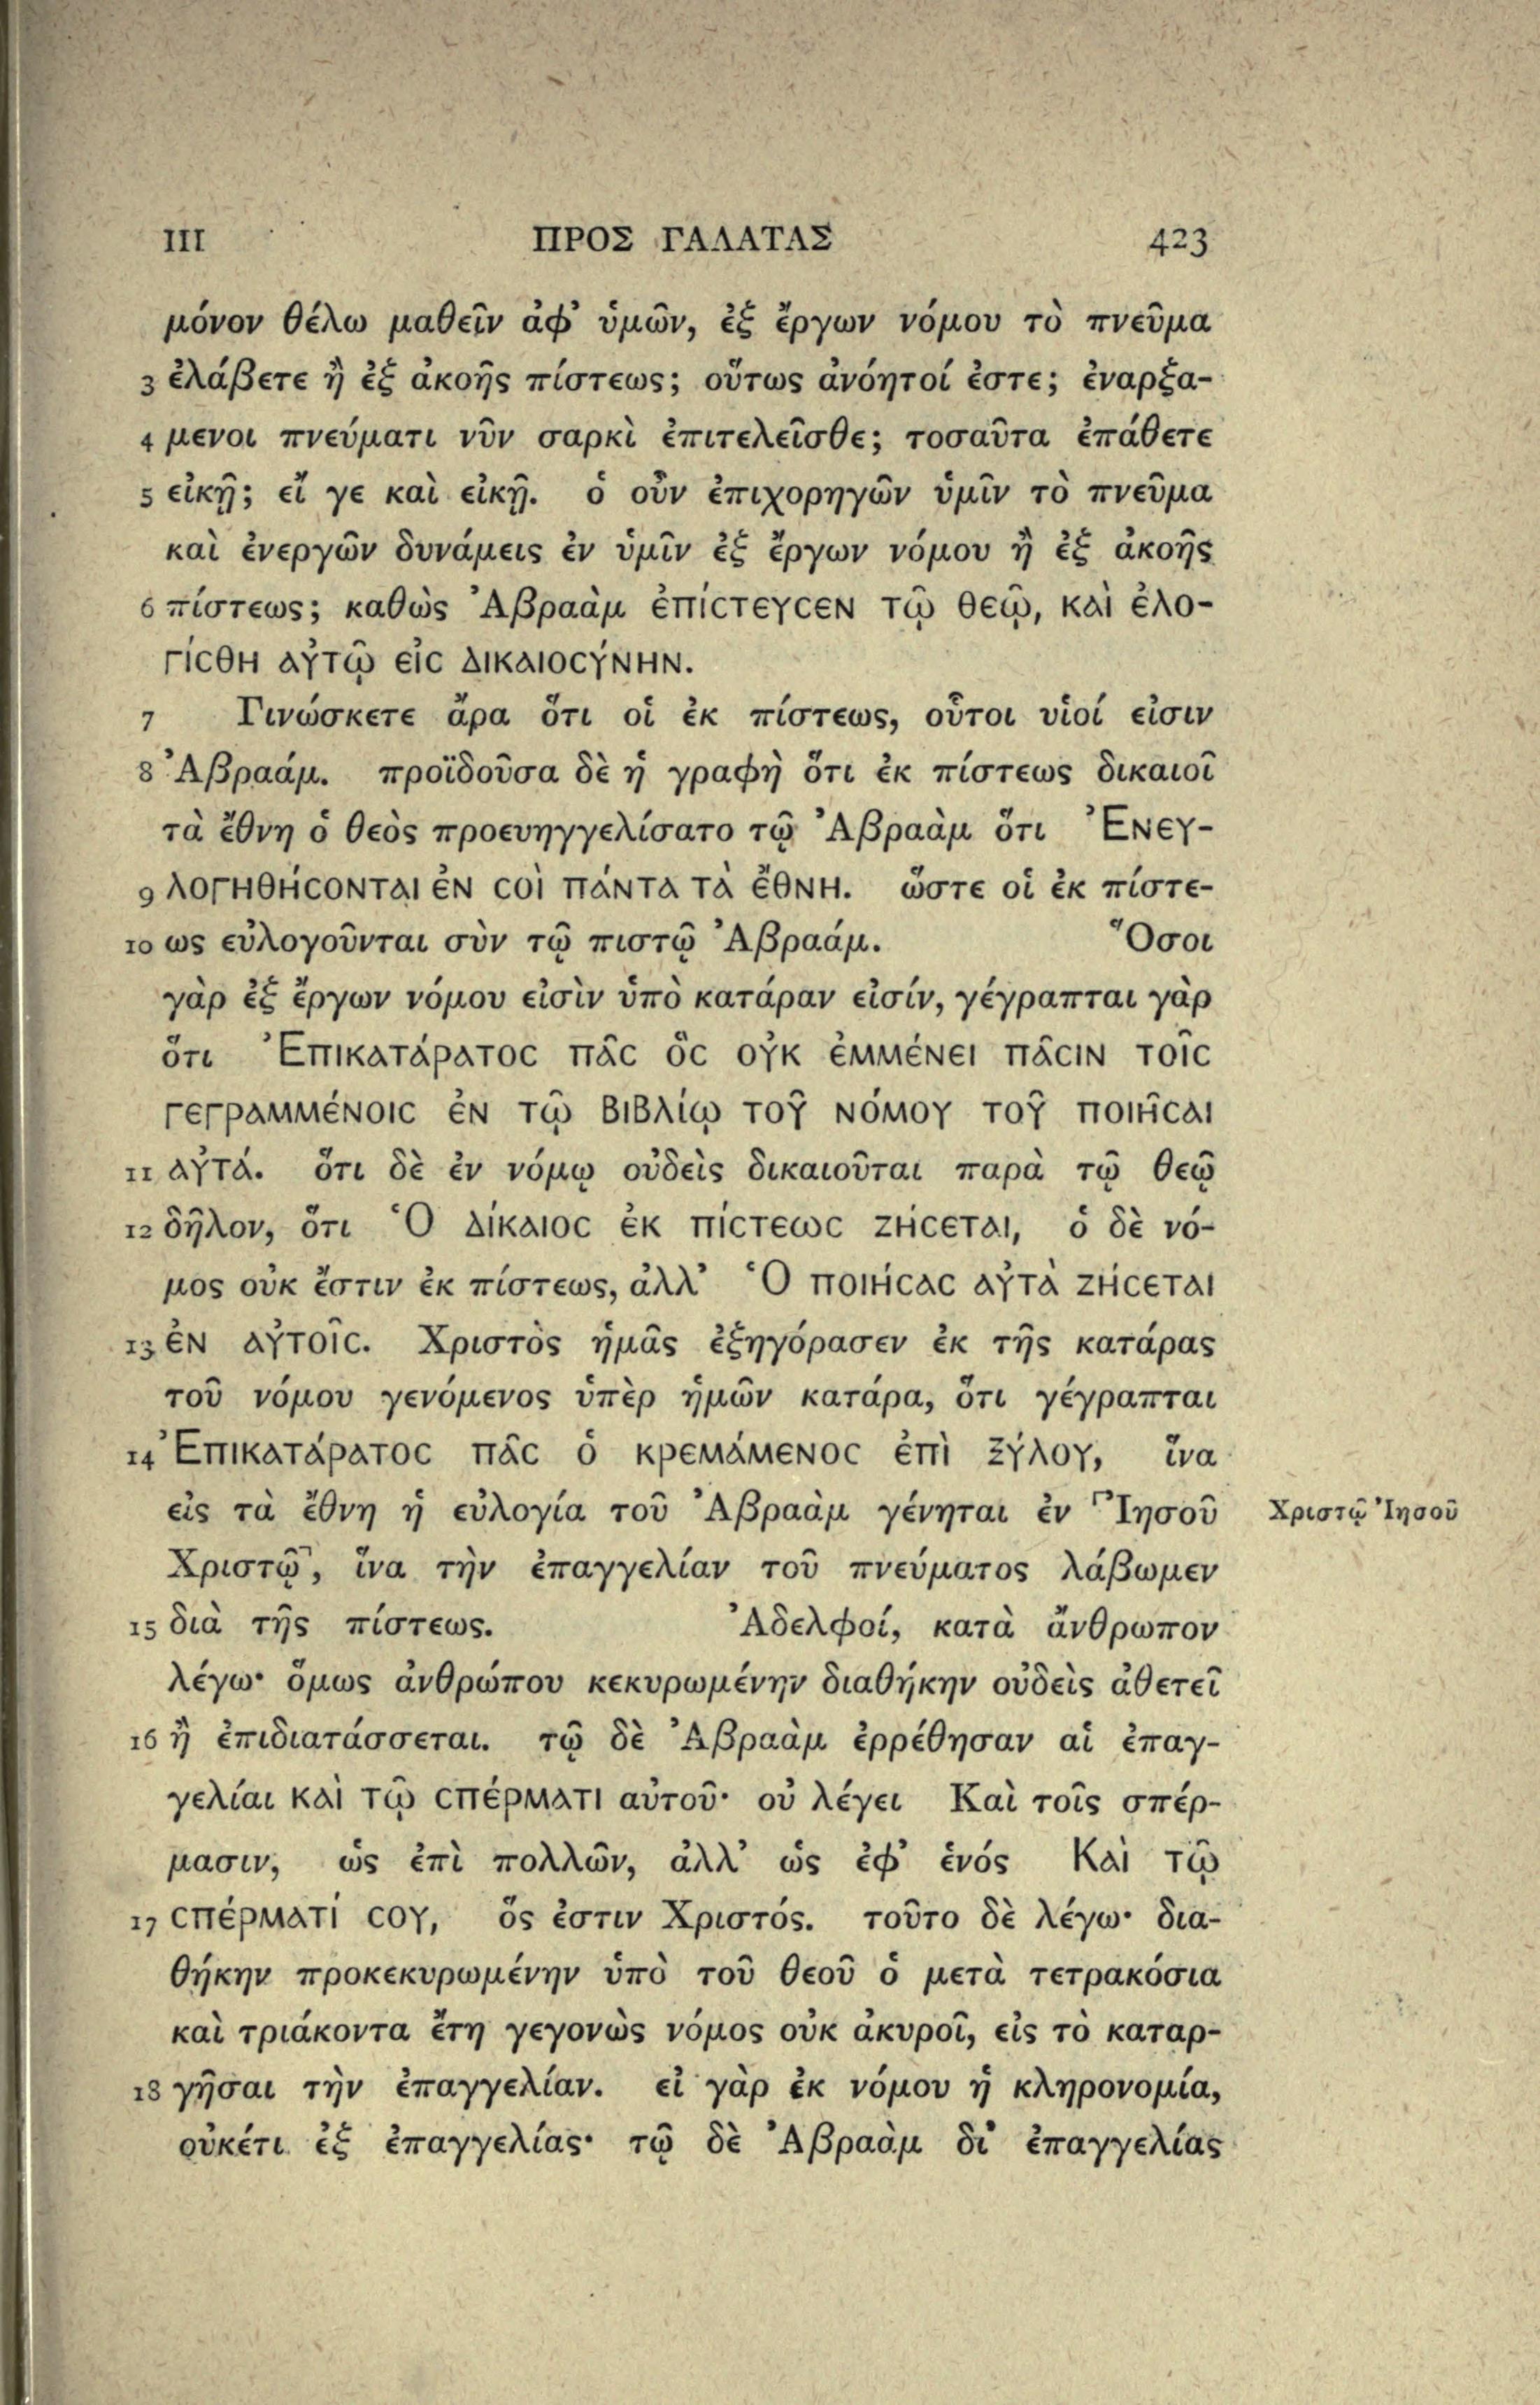 III ΠΡΟΣ ΓΑΛΑΤΑΣ 423
μόνον θέλω μαθεῖν ἀφ’ ὑμῶν, ἐξ ἔργων νόμου τὸ πνεῦμα
3 ἐλάβετε ἢ ἐξ ἀκοῆς πίστεως; οὕτως ἀνόητοί ἐστε; ἐναρξα-
4 μενοι πνεύματι νῦν σαρκὶ ἐπιτελεῖσθε; τοσαῦτα ἐπάθετε
5 εἰκῇ; εἴ γε καὶ εἰκῇ. ὁ οὖν ἐπιχορηγῶν ὑμῖν τὸ πνεῦμα
καὶ ἐνεργῶν δυνάμεις ἐν ὑμῖν ἐξ ἔργων νόμου ἢ ἐξ ἀκοῆς
6 πίστεως; καθὼς Ἀβραὰμ ἐπίϲτευϲεν τῷ θεῷ, καὶ ἐλο-
γίϲθη αὐτῷ εἰϲ δικαιοϲύνην.
7 Γινώσκετε ἄρα ὅτι οἱ ἐκ πίστεως, οὗτοι υἱοί εἰσιν
8 Ἀβραάμ. προϊδοῦσα δὲ ἡ γραφὴ ὅτι ἐκ πίστεως δικαιοῖ
τὰ ἔθνη ὁ θεὸς προευηγγελίσατο τῷ Ἀβραὰμ ὅτι Ἐνευ-
9 λογηθήϲονται ἐν ϲοὶ πάντα τὰ ἔθνη. ὥστε οἱ ἐκ πίστε-
10 ως εὐλογοῦνται σὺν τῷ πιστῷ Ἀβραάμ. Ὅσοι
γὰρ ἐξ ἔργων νόμου εἰσὶν ὑπὸ κατάραν εἰσίν, γέγραπται γὰρ
ὅτι Ἐπικατάρατοϲ πᾶϲ ὃϲ οὐκ ἐμμένει πᾶϲιν τοῖϲ
γεγραμμένοιϲ ἐν τῷ βιβλίῳ τοῦ νόμου τοῦ ποιῆϲαι
11 αὐτά. ὅτι δὲ ἐν νόμῳ οὐδεὶς δικαιοῦται παρὰ τῷ θεῷ
12 δῆλον, ὅτι Ὁ δίκαιοϲ ἐκ πίϲτεωϲ ζήϲεται, ὁ δὲ νό-
μος οὐκ ἔστιν ἐκ πίστεως, ἀλλ’ Ὁ ποιήϲαϲ αὐτὰ ζήϲεται
13 ἐν αὐτοῖϲ. Χριστὸς ἡμᾶς ἐξηγόρασεν ἐκ τῆς κατάρας
τοῦ νόμου γενόμενος ὑπὲρ ἡμῶν κατάρα, ὅτι γέγραπται
14 Ἐπικατάρατοϲ πᾶϲ ὁ κρεμάμενοϲ ἐπὶ ξύλου, ἵνα
εἰς τὰ ἔθνη ἡ εὐλογία τοῦ Ἀβραὰμ γένηται ἐν ⸢Ἰησοῦ Χριστῷ Ἰησοῦ
Χριστῷ⸣, ἵνα τὴν ἐπαγγελίαν τοῦ πνεύματος λάβωμεν
15 διὰ τῆς πίστεως. Ἀδελφοί, κατὰ ἄνθρωπον
λέγω· ὅμως ἀνθρώπου κεκυρωμένην διαθήκην οὐδεὶς ἀθετεῖ
16 ἢ ἐπιδιατάσσεται. τῷ δὲ Ἀβραὰμ ἐρρέθησαν αἱ ἐπαγ-
γελίαι καὶ τῷ ϲπέρματι αὐτοῦ· οὐ λέγει Καὶ τοῖς σπέρ-
μασιν, ὡς ἐπὶ πολλῶν, ἀλλ’ ὡς ἐφ’ ἑνός Καὶ τῷ
17 ϲπέρματί ϲου, ὅς ἐστιν Χριστός. τοῦτο δὲ λέγω· δια-
θήκην προκεκυρωμένην ὑπὸ τοῦ θεοῦ ὁ μετὰ τετρακόσια
καὶ τριάκοντα ἔτη γεγονὼς νόμος οὐκ ἀκυροῖ, εἰς τὸ καταρ-
18 γῆσαι τὴν ἐπαγγελίαν. εἰ γὰρ ἐκ νόμου ἡ κληρονομία,
οὐκέτι ἐξ ἐπαγγελίας· τῷ δὲ Ἀβραὰμ δι’ ἐπαγγελίας